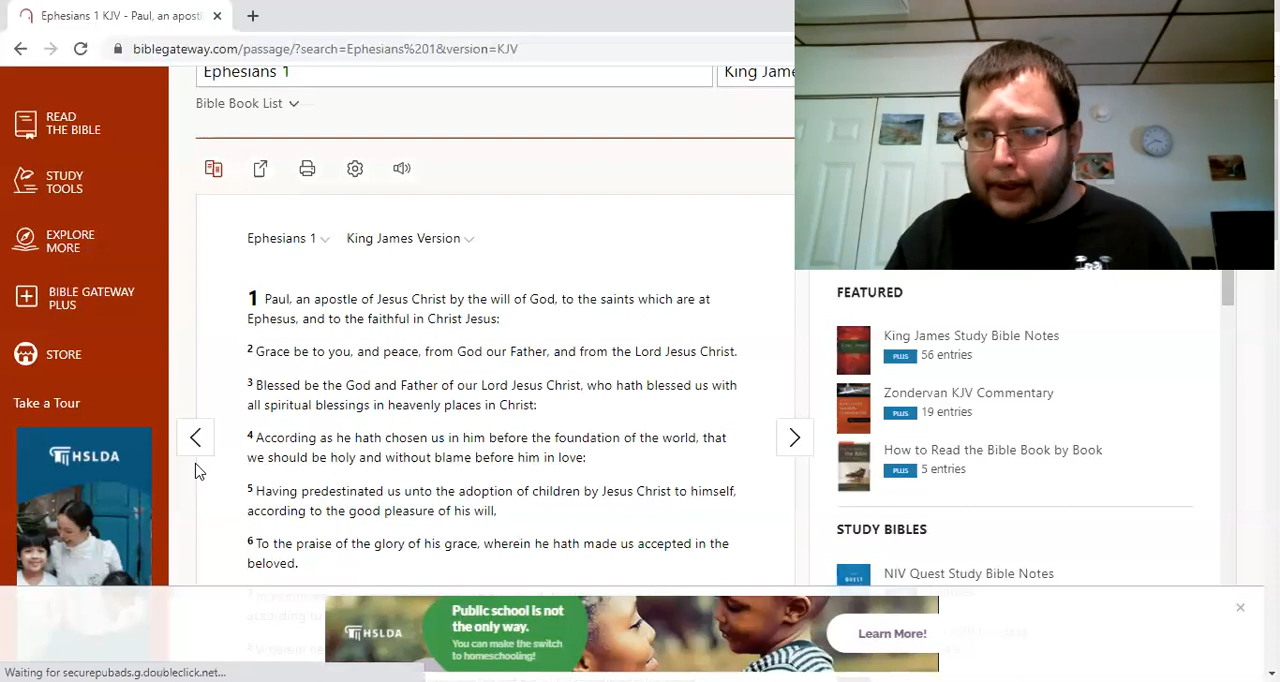 Ephesians 1 KJV - Paul, an apost
biblegateway.com/passage/?search=Ephesians%201&version=KJV
Ephesians 1
King Jame
Bible Book List
READ
THE BIBLE
STUDY
TOOLS
EXPLORE
MORE
BIBLE GATEWAY
PLUS
STORE
Take a Tour
HSLDA
Ephesians 1
King James Version
1 Paul, an apostle of Jesus Christ by the will of God, to the saints which are at
Ephesus, and to the faithful in Christ Jesus:
2 Grace be to you, and peace, from God our Father, and from the Lord Jesus Christ.
3 Blessed be the God and Father of our Lord Jesus Christ, who hath blessed us with
all spiritual blessings in heavenly places in Christ:
4 According as he hath chosen us in him before the foundation of the world, that
we should be holy and without blame before him in love:
5 Having predestinated us unto the adoption of children by Jesus Christ to himself,
according to the good pleasure of his will,
6 To the praise of the glory of his grace, wherein he hath made us accepted in the
beloved.
FEATURED
King James Study Bible Notes
PLUS 56 entries
Zondervan KJV Commentary
PLUS 19 entries
How to Read the Bible Book by Book
PLUS 5 entries
STUDY BIBLES
NIV Quest Study Bible Notes
QUEST
HSLDA
Public school is not
the only way.
You can make the switch
to homeschooling!
Learn More!
Waiting for securepubads.g.doubleclick.net...